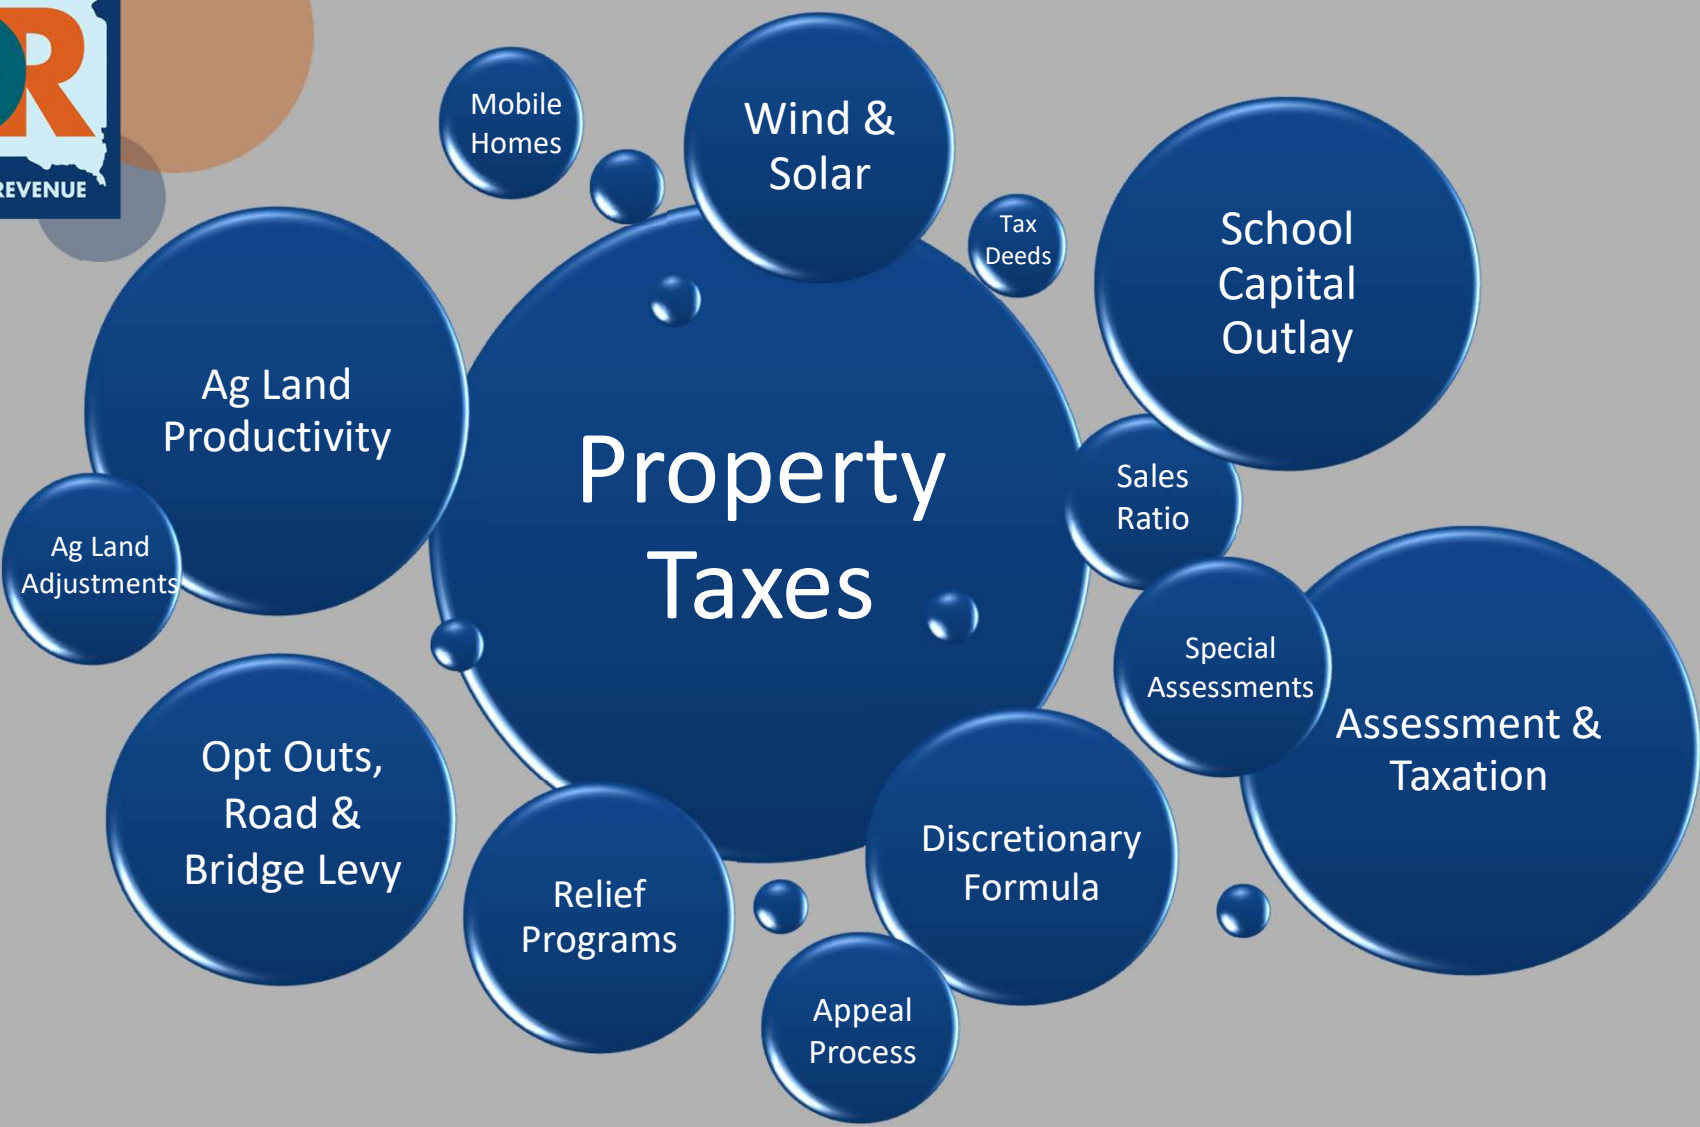 R
REVENUE
Mobile
Homes
Wind &
Solar
Tax
Deeds
School
Capital
Outlay
Ag Land
Productivity
Property
Taxes
Sales
Ratio
Ag Land
Adjustments
Special
Assessments
Assessment &
Taxation
Opt Outs,
Road &
Bridge Levy
Discretionary
Formula
Relief
Programs
Appeal
Process